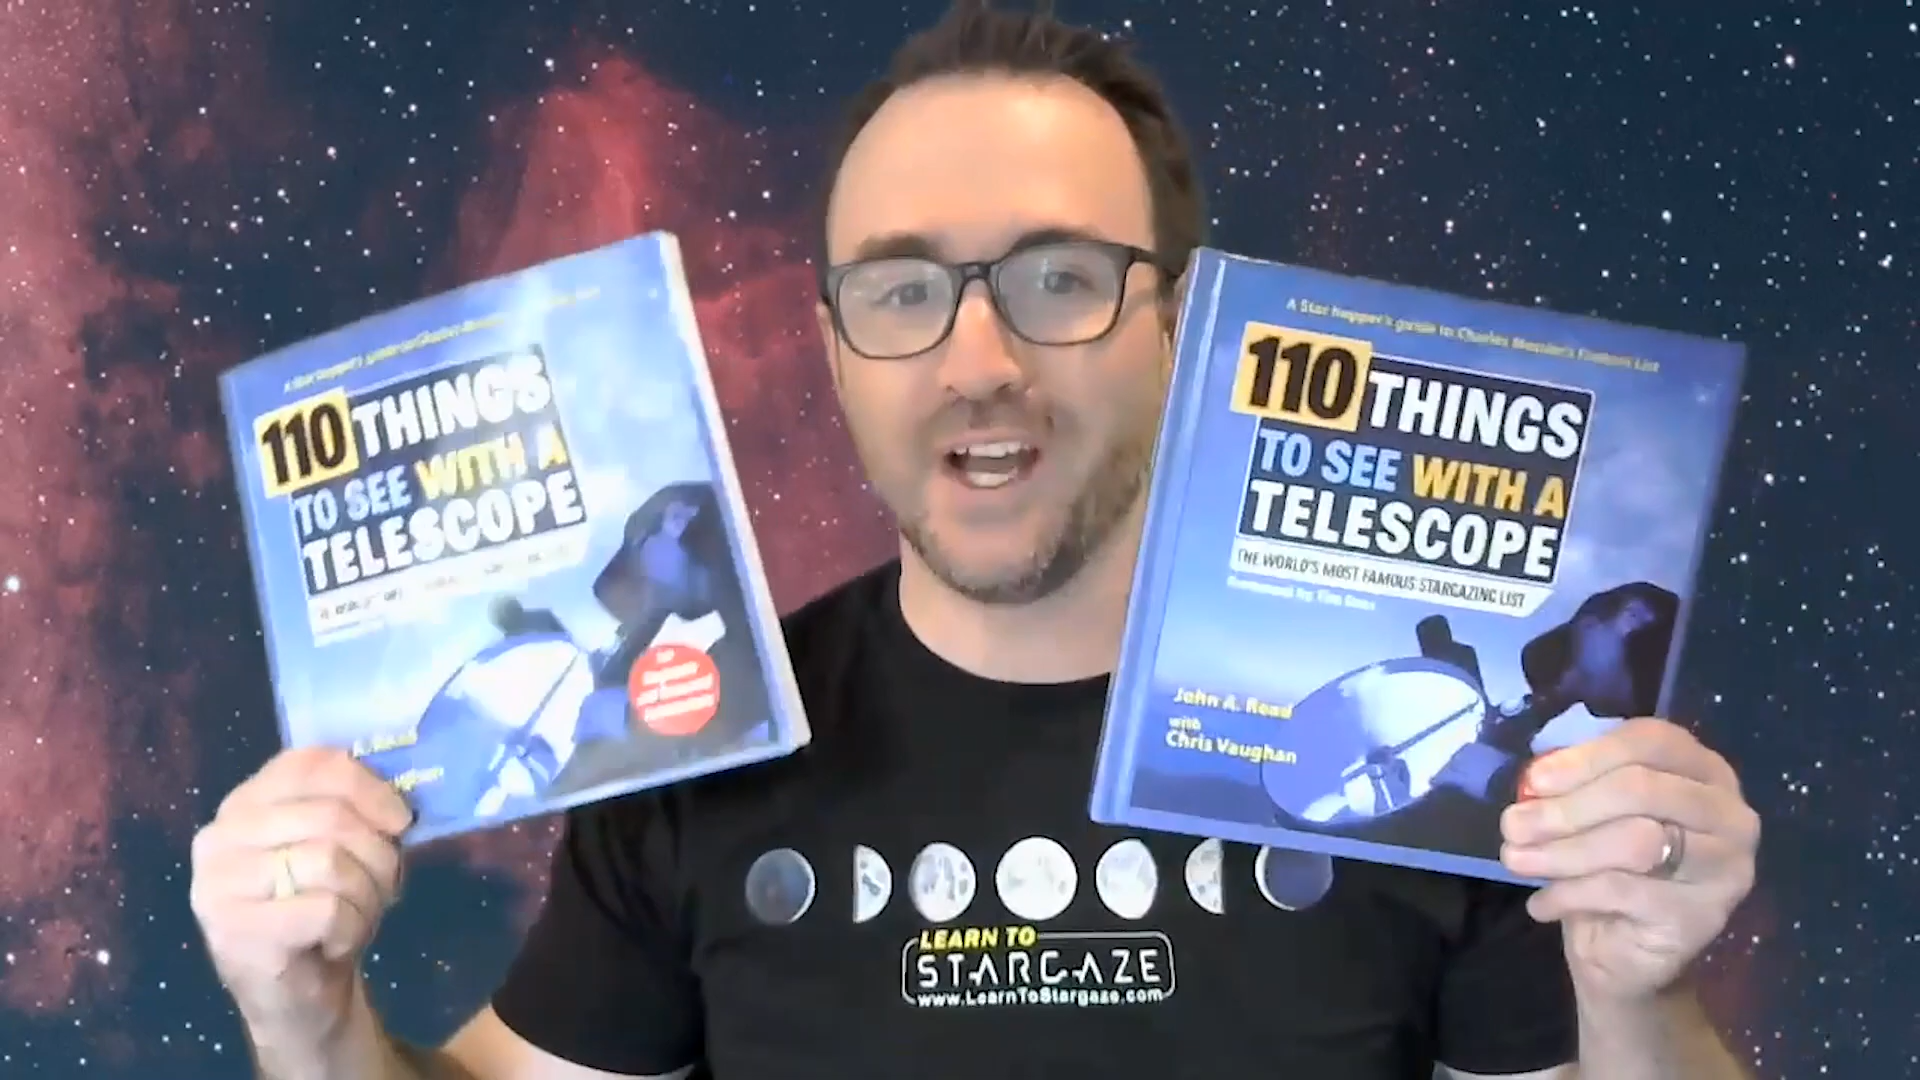 110 THINGS
TO SEE WITH A
TELESCOPE
A Star hopper's guide to Charles Messier's Famous List
110 THINGS
TO SEE WITH A
TELESCOPE
THE WORLD'S MOST FAMOUS STARGAZING LIST
John A. Read
with
Chris Vaughan
LEARN TO
STARGAZE
www.LearnToStargaze.com